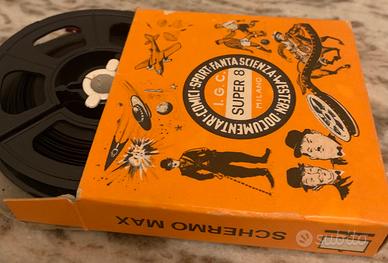 COMICI-SPORT-FANTASCIENZA-WESTERN-DOCUMENTARI-
I.G.C.
SUPER 8
MILANO
SCHERMO MAX
subito